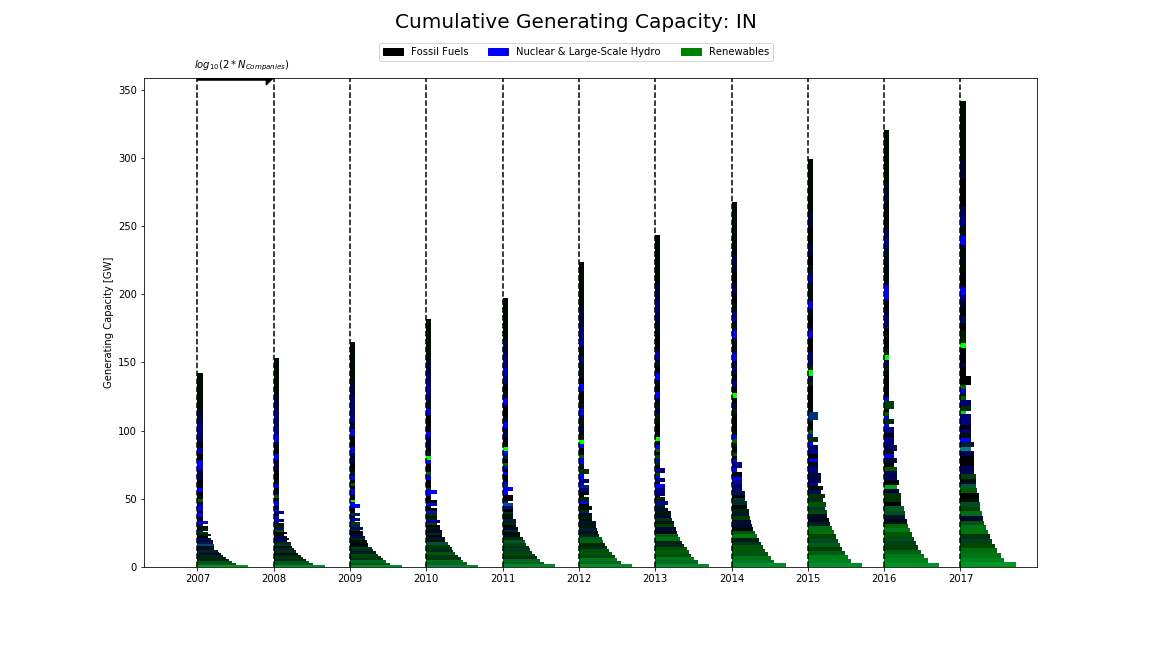 Cumulative Generating Capacity: IN
Fossil Fuels Nuclear & Large-Scale Hydro Renewables
log10(2 * NCompanies)
350
300
250
200
150
100
50
0
Generating Capacity [GW]
2007 2008 2009 2010 2011 2012 2013 2014 2015 2016 2017